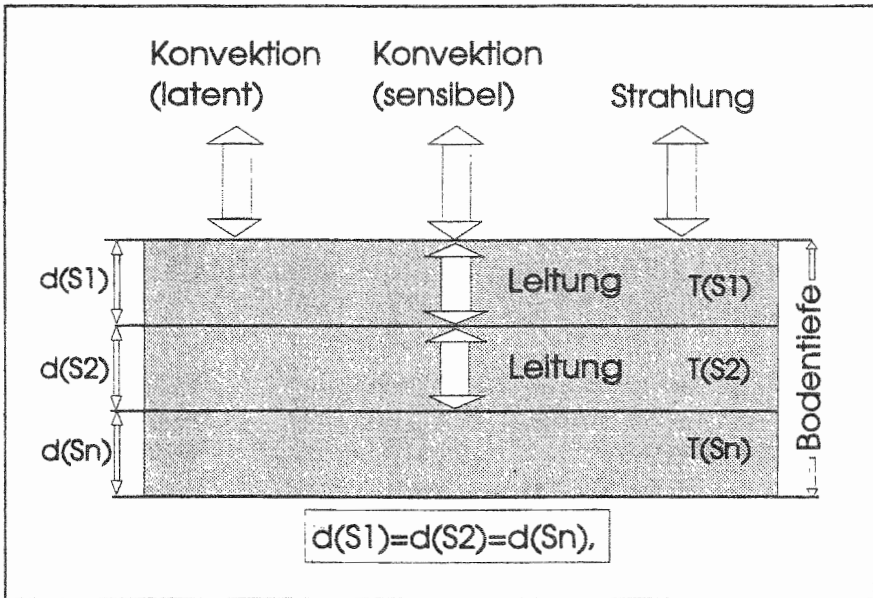 Konvektion
(latent)
Konvektion
(sensibel)
Strahlung
d(S1)
Leitung
T(S1)
d(S2)
Leitung
T(S2)
d(Sn)
T(Sn)
Bodentiefe
d(S1)=d(S2)=d(Sn),